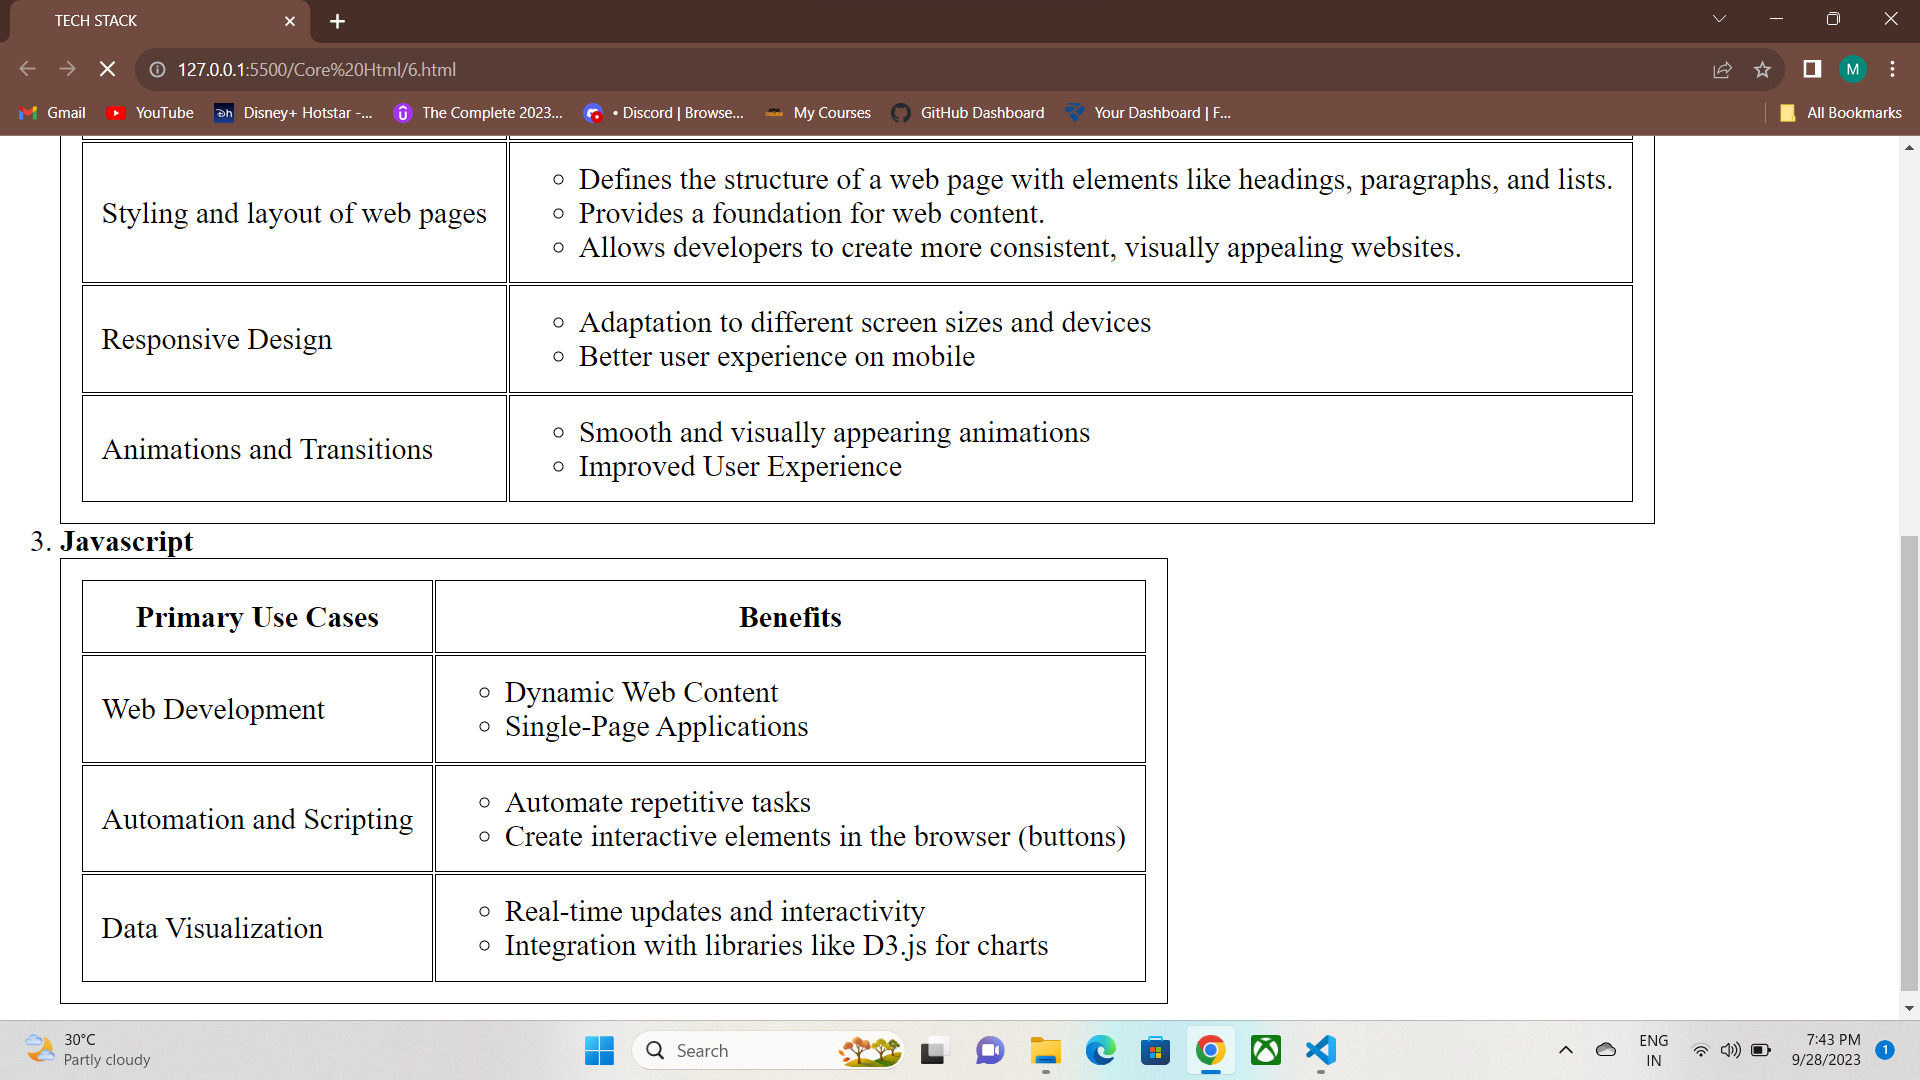 TECH STACK
127.0.0.1:5500/Core%20Html/6.html
M
Gmail
YouTube
Disney+ Hotstar -...
The Complete 2023...
• Discord | Browse...
My Courses
GitHub Dashboard
Your Dashboard | F...
All Bookmarks
Styling and layout of web pages
Defines the structure of a web page with elements like headings, paragraphs, and lists.
Provides a foundation for web content.
Allows developers to create more consistent, visually appealing websites.
Responsive Design
Adaptation to different screen sizes and devices
Better user experience on mobile
Animations and Transitions
Smooth and visually appearing animations
Improved User Experience
3. Javascript
Primary Use Cases
Benefits
Web Development
Dynamic Web Content
Single-Page Applications
Automation and Scripting
Automate repetitive tasks
Create interactive elements in the browser (buttons)
Data Visualization
Real-time updates and interactivity
Integration with libraries like D3.js for charts
30°C
Partly cloudy
Search
ENG
IN
7:43 PM
9/28/2023
1